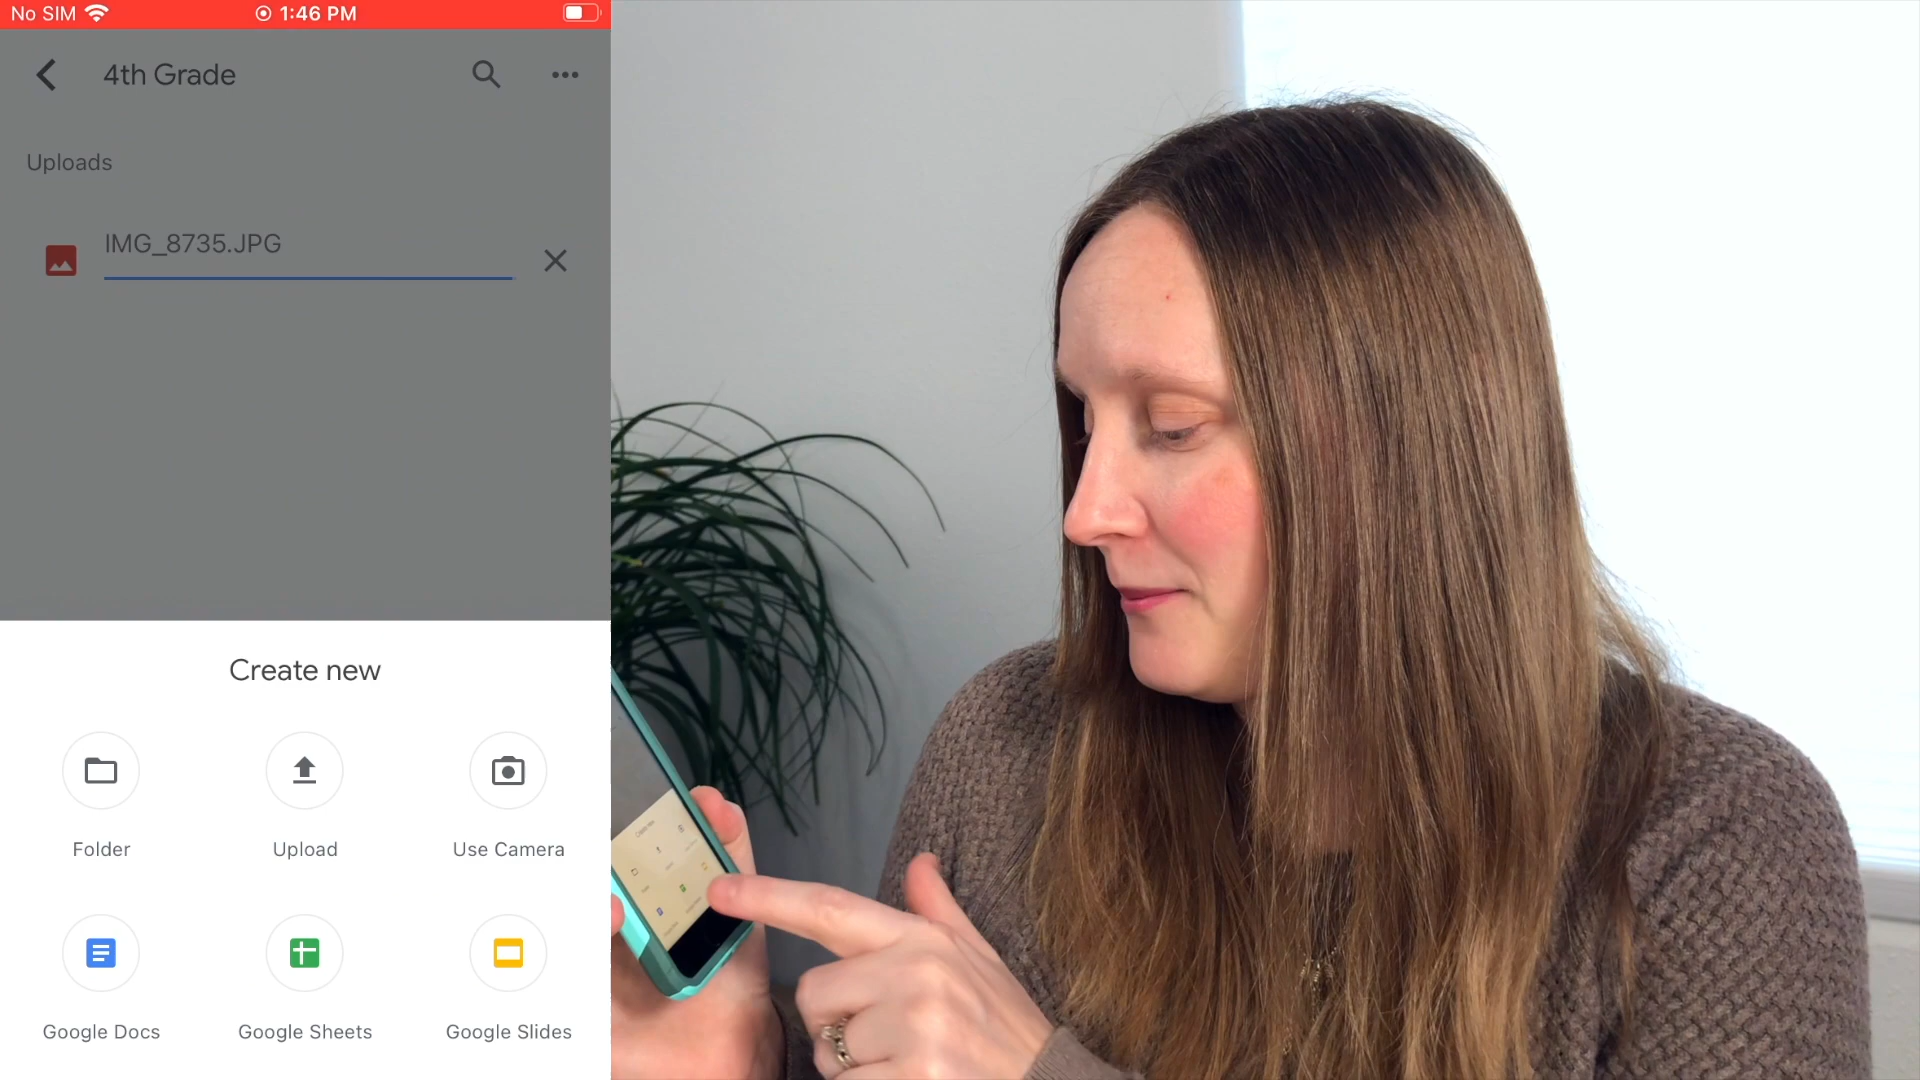 No SIM 1:46 PM
4th Grade
Uploads
IMG_8735.JPG
Create new
Folder Upload Use Camera
Google Docs Google Sheets Google Slides